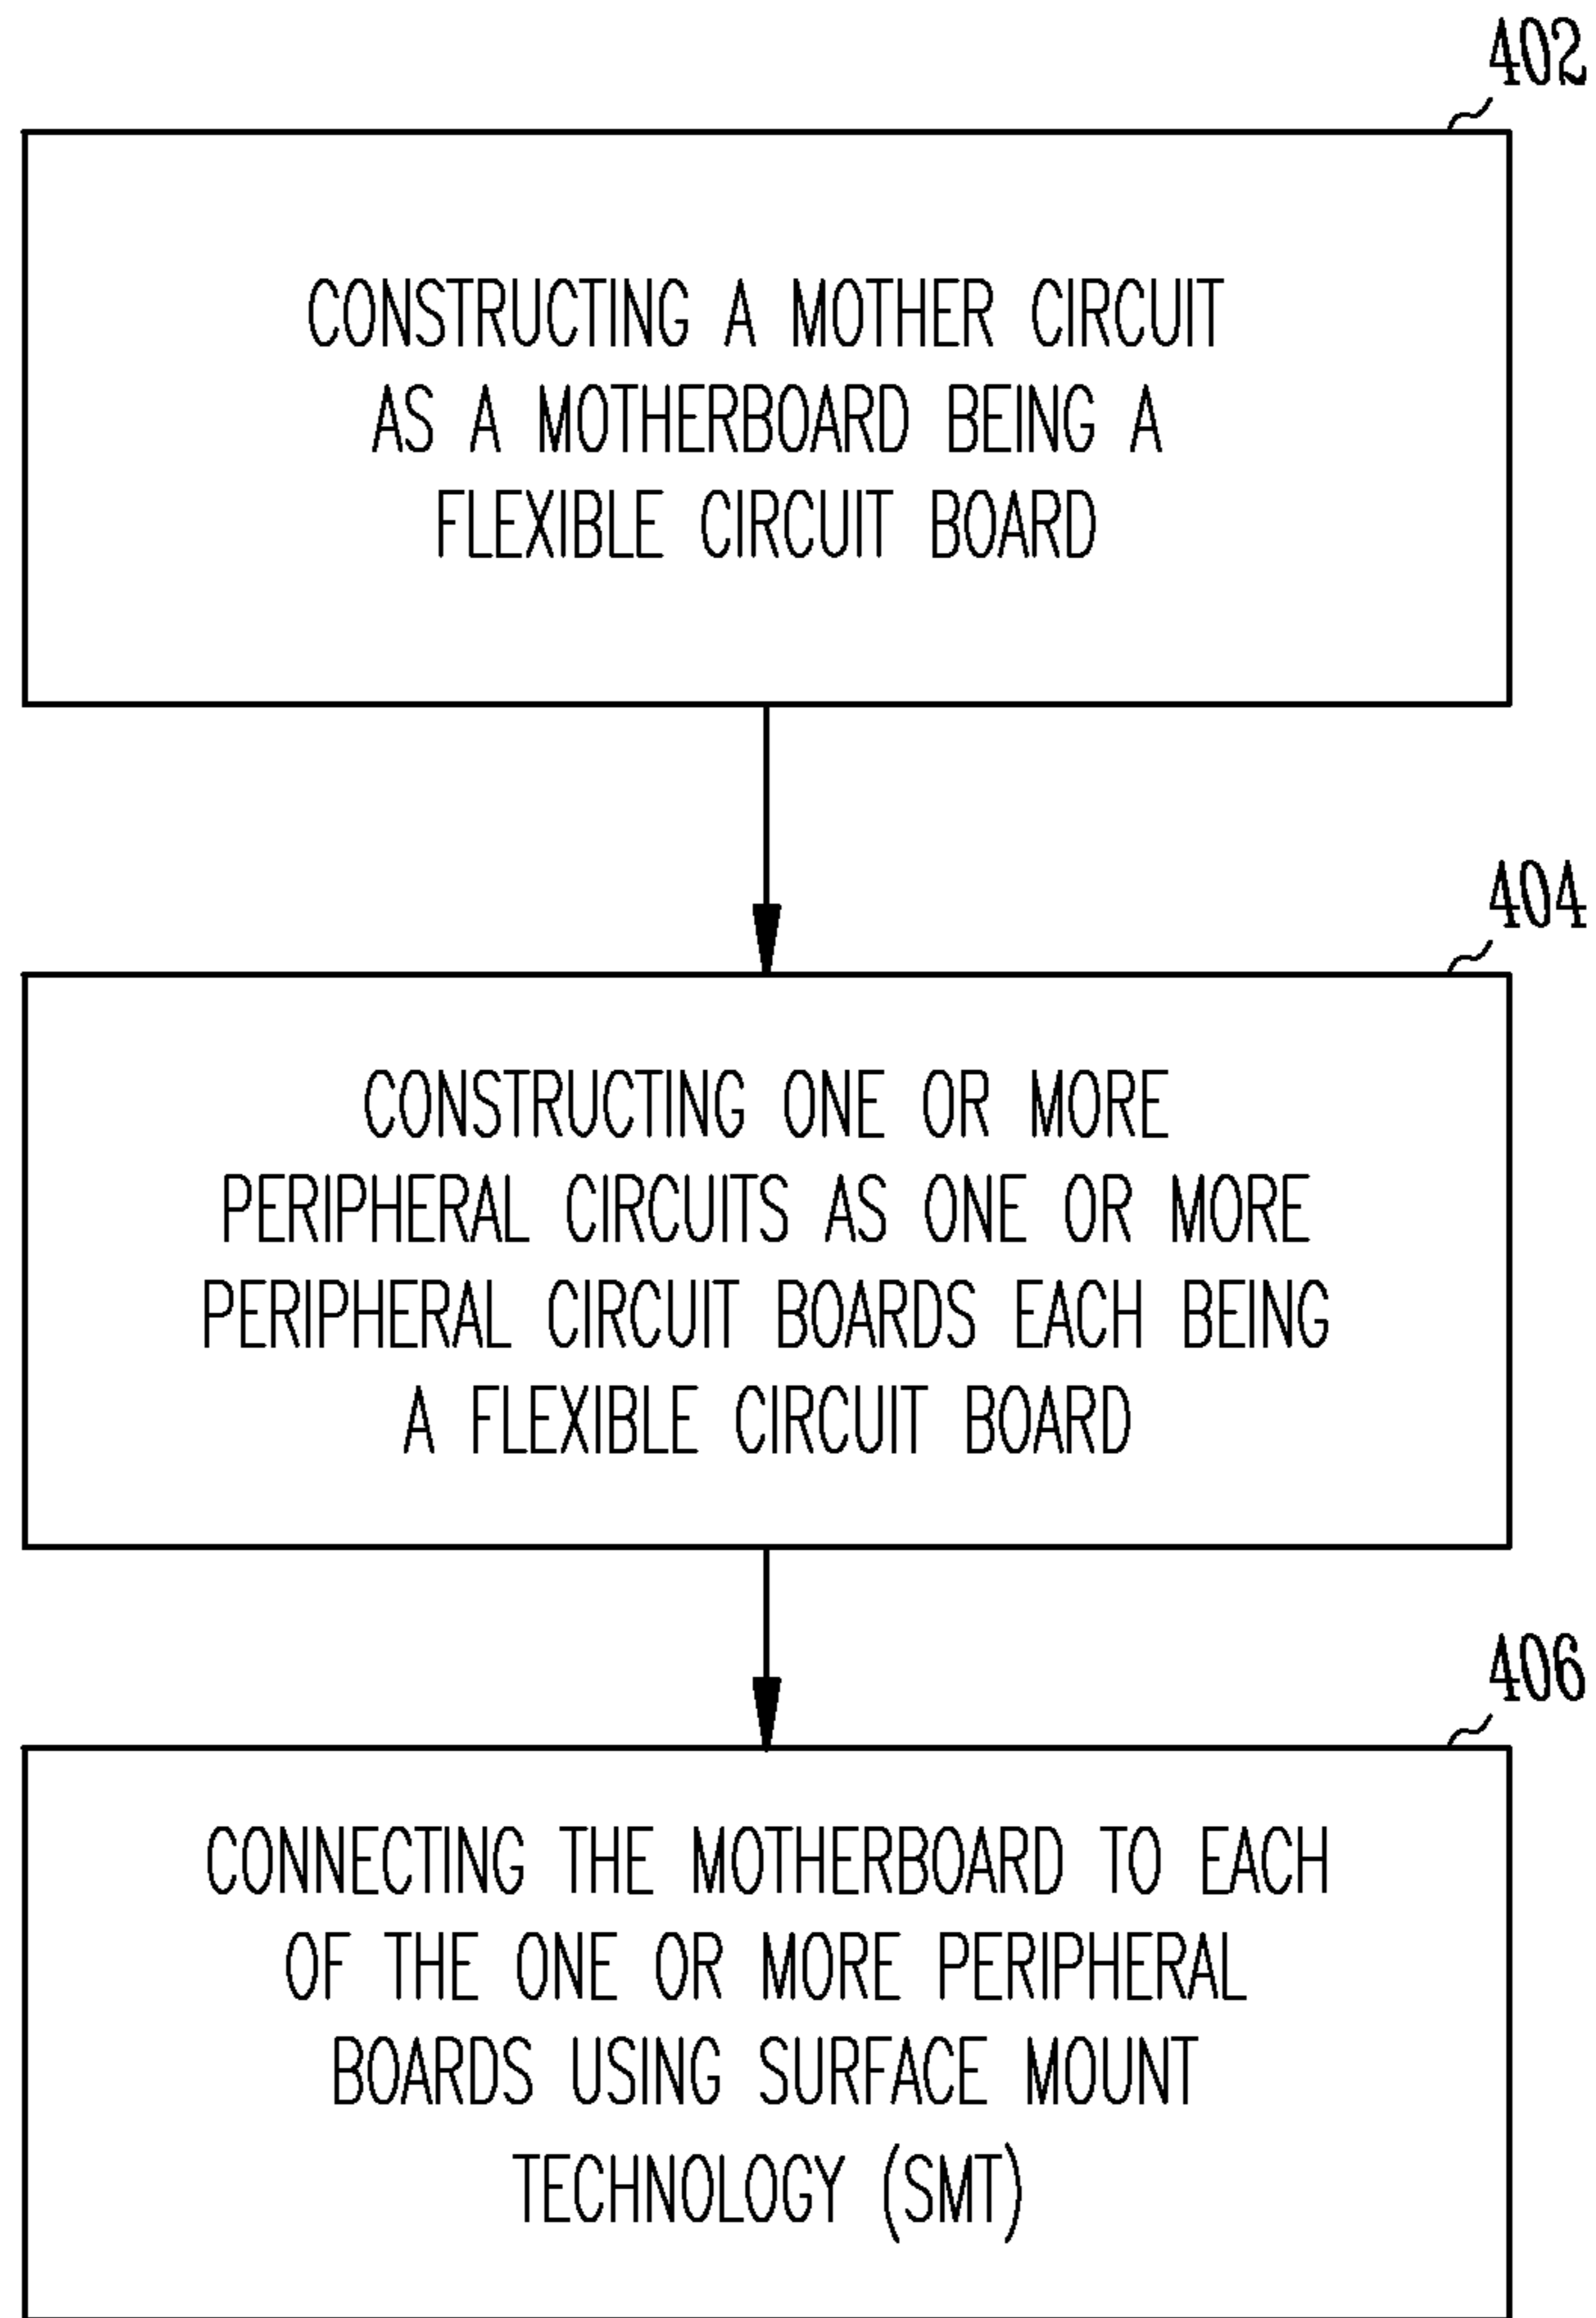 402
CONSTRUCTING A MOTHER CIRCUIT
AS A MOTHERBOARD BEING A
FLEXIBLE CIRCUIT BOARD
404
CONSTRUCTING ONE OR MORE
PERIPHERAL CIRCUITS AS ONE OR MORE
PERIPHERAL CIRCUIT BOARDS EACH BEING
A FLEXIBLE CIRCUIT BOARD
406
CONNECTING THE MOTHERBOARD TO EACH
OF THE ONE OR MORE PERIPHERAL
BOARDS USING SURFACE MOUNT
TECHNOLOGY (SMT)